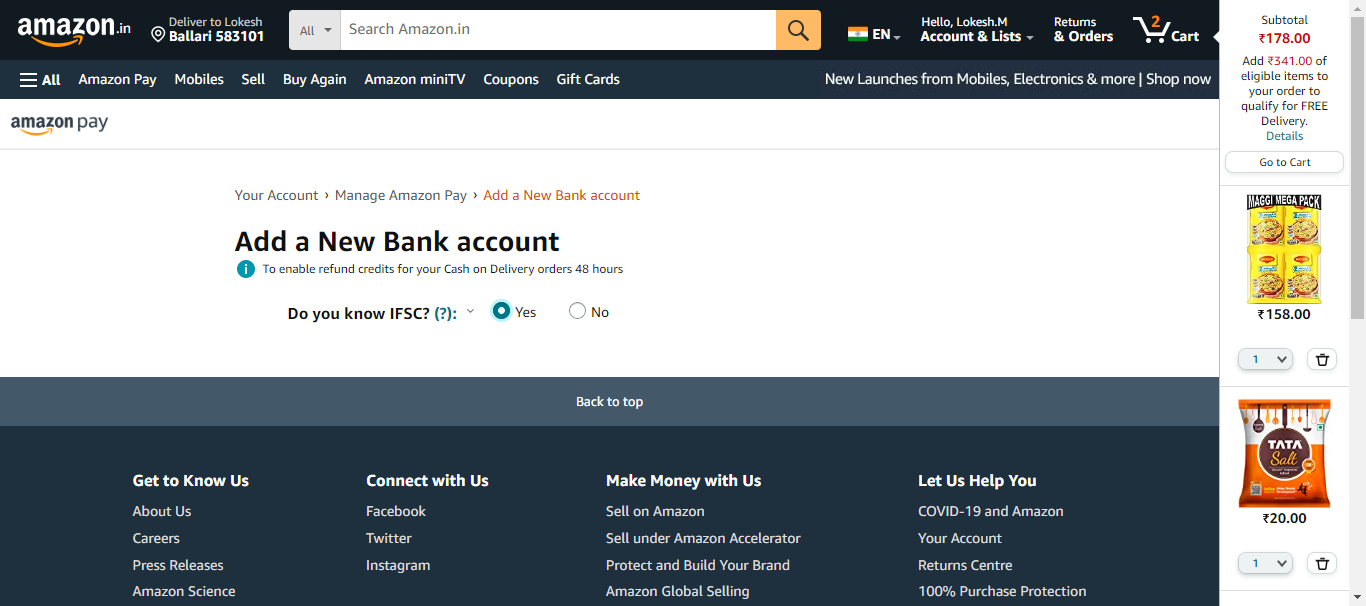 amazon.in
Deliver to Lokesh
Ballari 583101
All
Search Amazon.in
EN
Hello, Lokesh.M
Account & Lists
Returns
& Orders
2
Cart
All
Amazon Pay
Mobiles
Sell
Buy Again
Amazon miniTV
Coupons
Gift Cards
New Launches from Mobiles, Electronics & more | Shop now
amazon pay
Your Account › Manage Amazon Pay › Add a New Bank account
Add a New Bank account
i To enable refund credits for your Cash on Delivery orders 48 hours
Do you know IFSC? (?):
Yes
No
Back to top
Get to Know Us
About Us
Careers
Press Releases
Amazon Science
Connect with Us
Facebook
Twitter
Instagram
Make Money with Us
Sell on Amazon
Sell under Amazon Accelerator
Protect and Build Your Brand
Amazon Global Selling
Let Us Help You
COVID-19 and Amazon
Your Account
Returns Centre
100% Purchase Protection
Subtotal
₹178.00
Add ₹341.00 of
eligible items to
your order to
qualify for FREE
Delivery.
Details
Go to Cart
MAGGI MEGA PACK
₹158.00
1
TATA
Salt
₹20.00
1